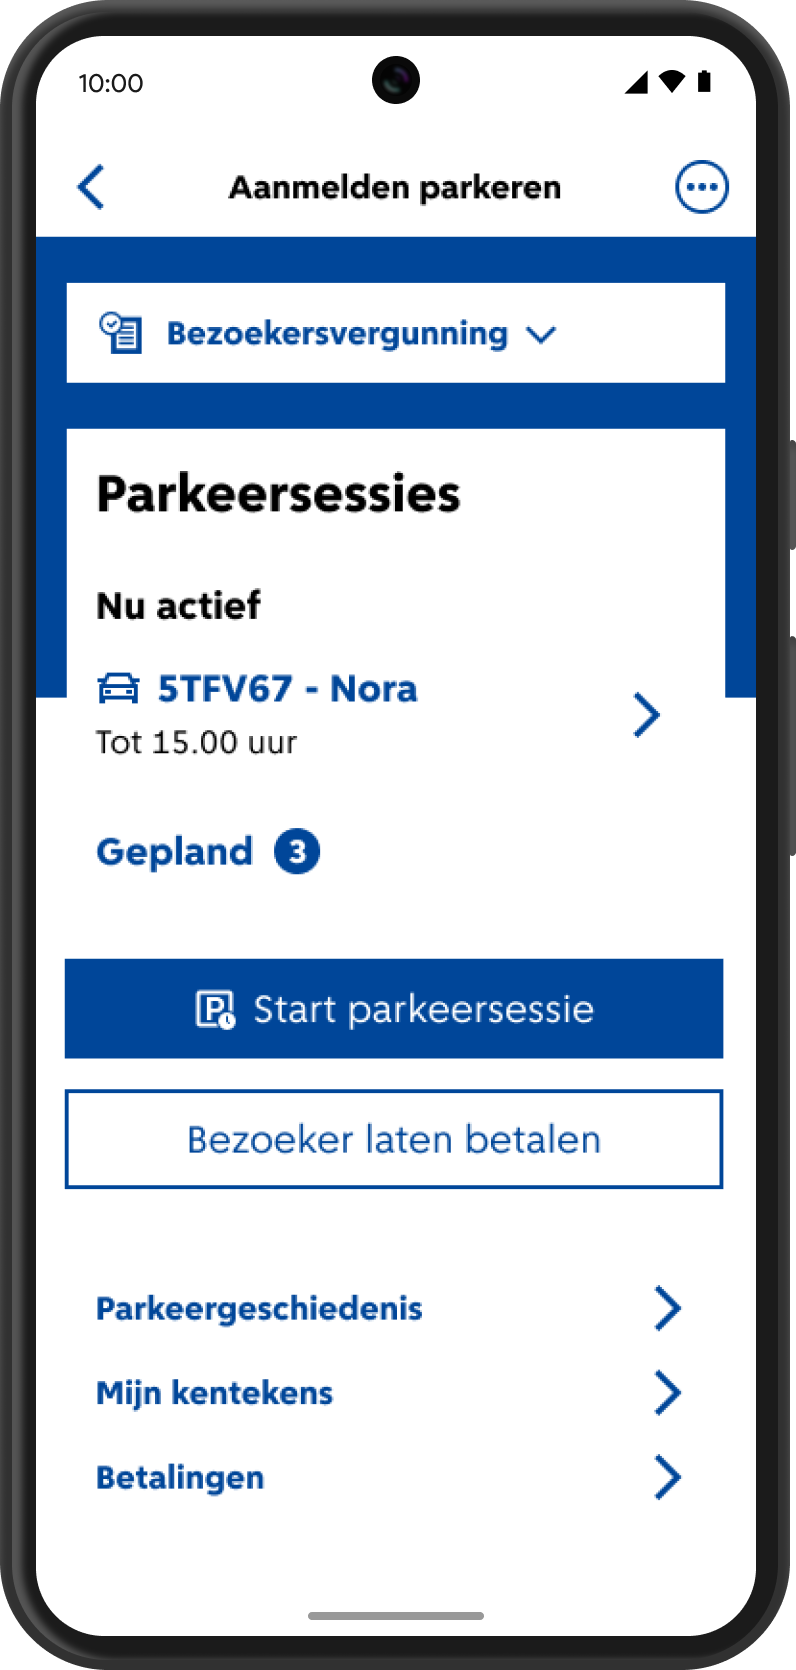 10:00
Aanmelden parkeren
Bezoekersvergunning
Parkeersessies
Nu actief
5TFV67 - Nora
Tot 15.00 uur
Gepland 3
P Start parkeersessie
Bezoeker laten betalen
Parkeergeschiedenis
Mijn kentekens
Betalingen